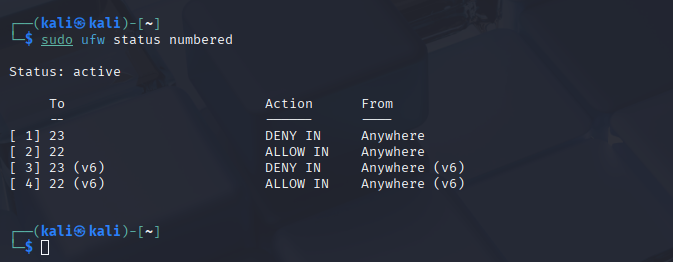 ┌──(kali㉿kali)-[~]
└─$ sudo ufw status numbered
Status: active
     To                         Action      From
     --                         ------      ----
[ 1] 23                         DENY IN     Anywhere
[ 2] 22                         ALLOW IN    Anywhere
[ 3] 23 (v6)                    DENY IN     Anywhere (v6)
[ 4] 22 (v6)                    ALLOW IN    Anywhere (v6)
┌──(kali㉿kali)-[~]
└─$